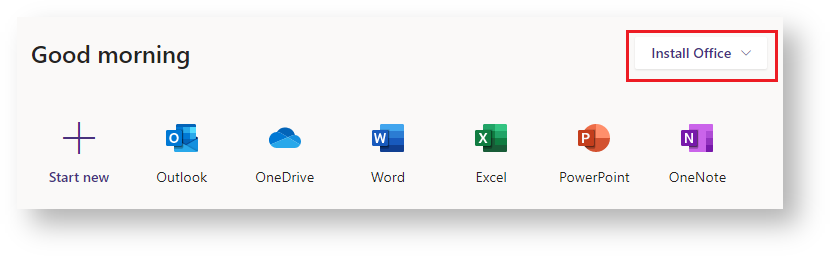 Good morning
Install Office
Start new
Outlook
OneDrive
Word
Excel
PowerPoint
OneNote